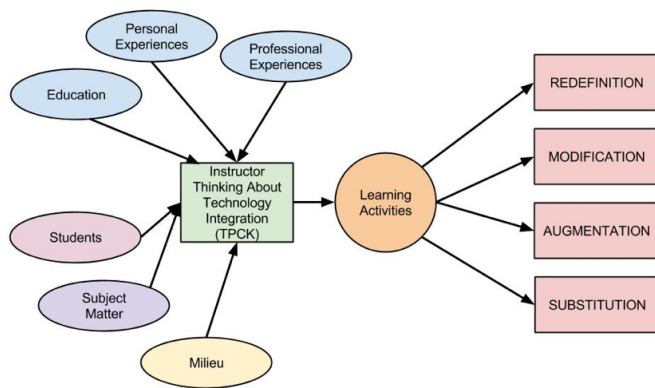 Personal
Experiences
Professional
Experiences
Education
Instructor
Thinking About
Technology
Integration
(TPCK)
Students
Subject
Matter
Milieu
Learning
Activities
REDEFINITION
MODIFICATION
AUGMENTATION
SUBSTITUTION